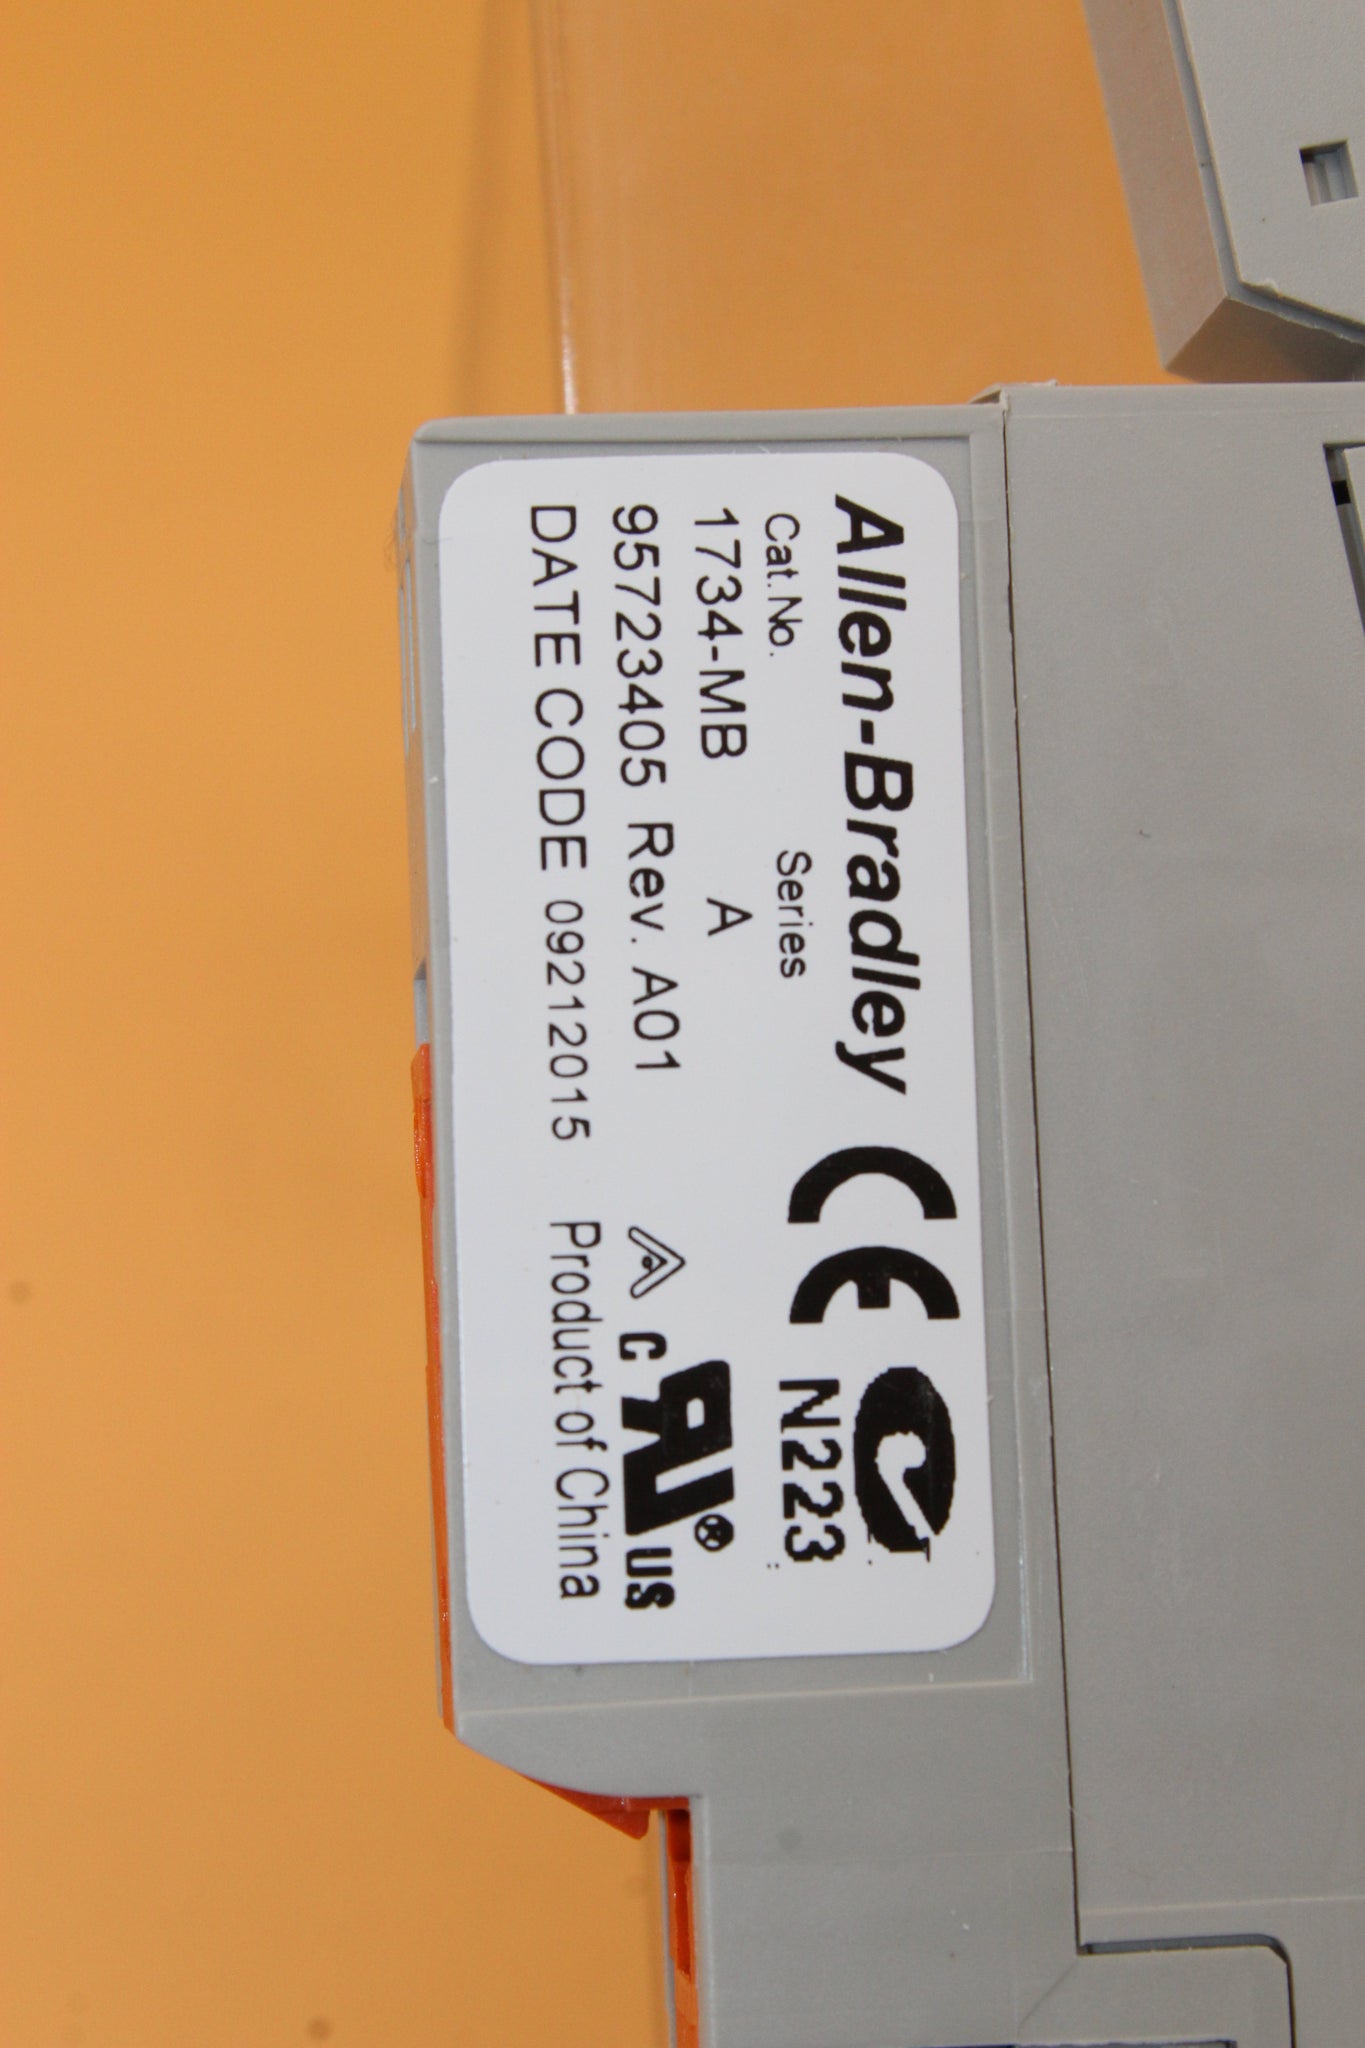 Allen-Bradley
Cat. No. Series
1734-MB A
95723405 Rev. A01
DATE CODE 09212015
CE
N223
c UR ® US
Product of China